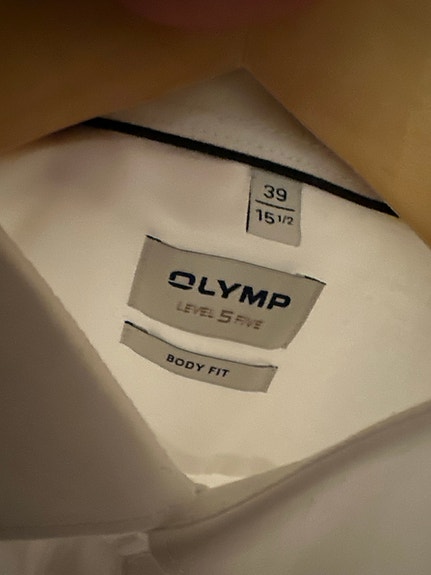 39
15 1/2
OLYMP
LEVEL 5 FIVE
BODY FIT